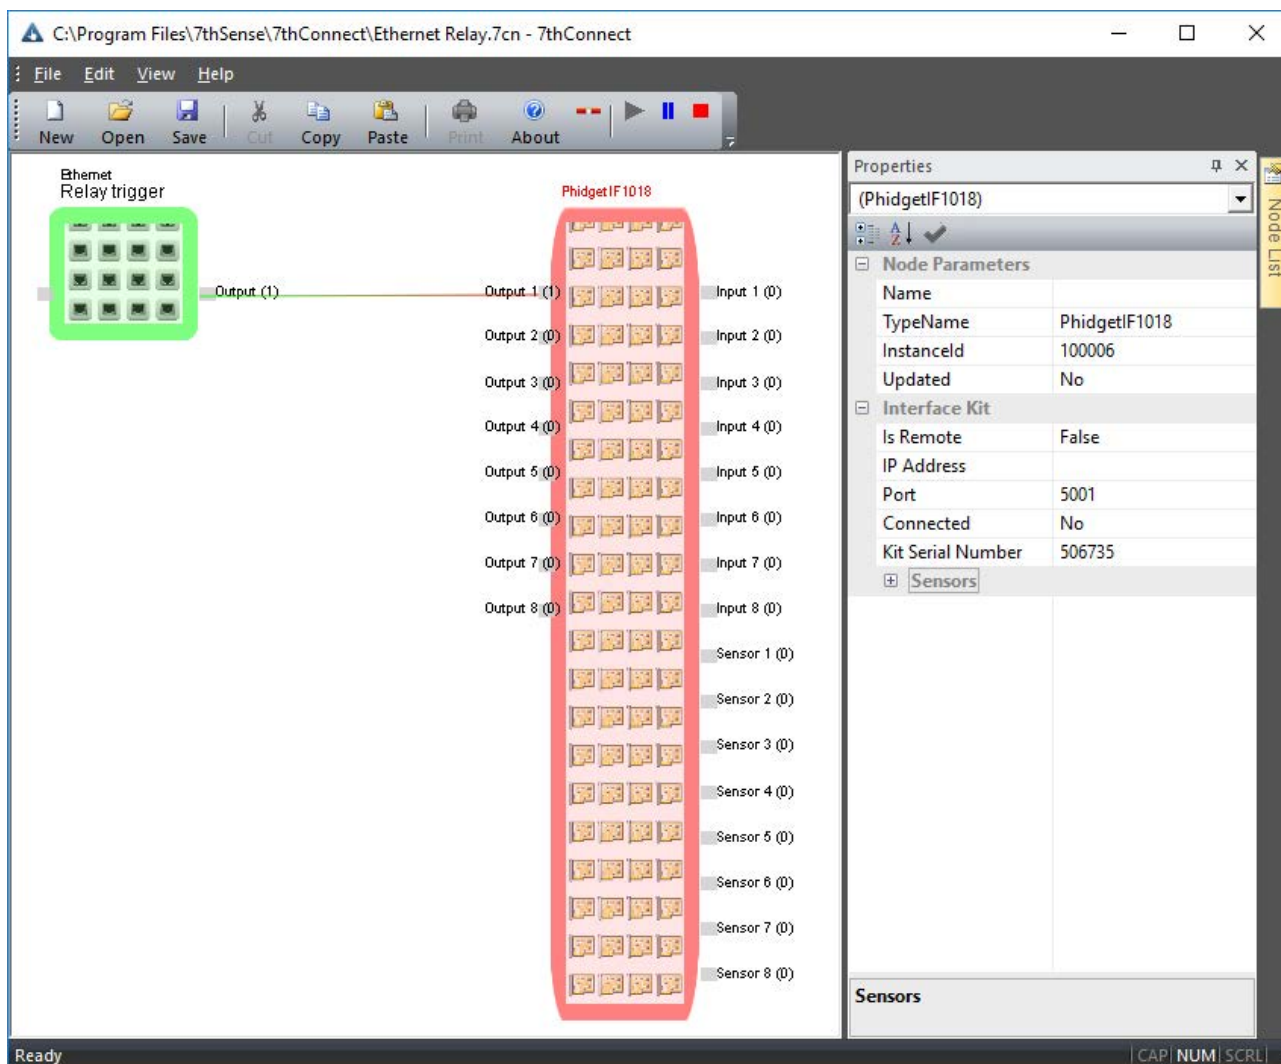 C:\Program Files\7thSense\7thConnect\Ethernet Relay.7cn - 7thConnect
File Edit View Help
New Open Save Cut Copy Paste Print About
Ethernet
Relay trigger
Output (1)
PhidgetIF1018
Output 1 (1)
Output 2 (0)
Output 3 (0)
Output 4 (0)
Output 5 (0)
Output 6 (0)
Output 7 (0)
Output 8 (0)
Input 1 (0)
Input 2 (0)
Input 3 (0)
Input 4 (0)
Input 5 (0)
Input 6 (0)
Input 7 (0)
Input 8 (0)
Sensor 1 (0)
Sensor 2 (0)
Sensor 3 (0)
Sensor 4 (0)
Sensor 5 (0)
Sensor 6 (0)
Sensor 7 (0)
Sensor 8 (0)
Properties
(PhidgetIF1018)
Node Parameters
Name
TypeName PhidgetIF1018
InstanceId 100006
Updated No
Interface Kit
Is Remote False
IP Address
Port 5001
Connected No
Kit Serial Number 506735
Sensors
Sensors
Node List
Ready CAP NUM SCRL